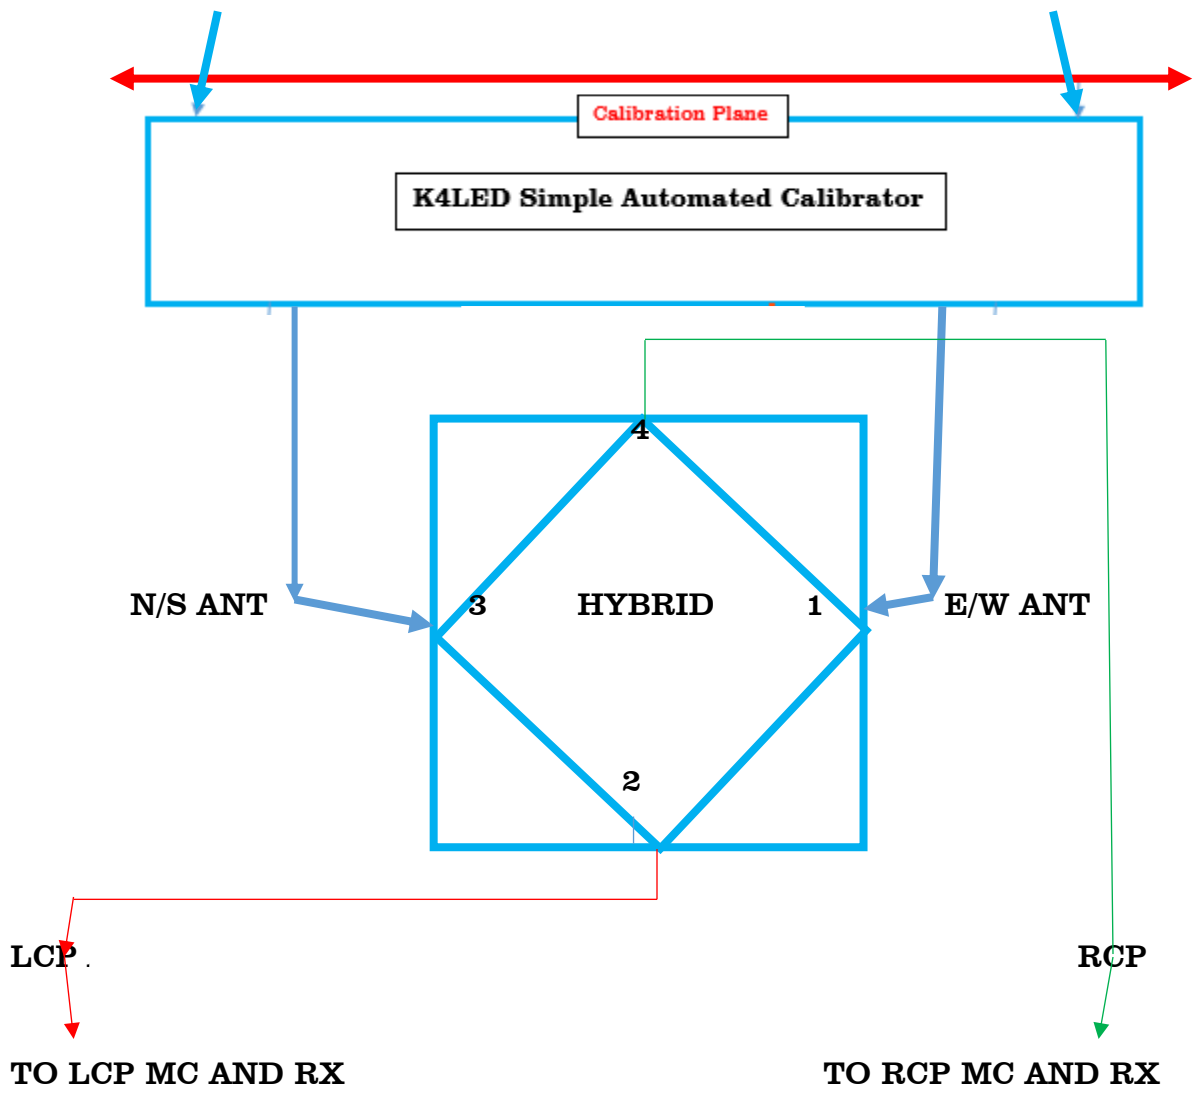 Calibration Plane
K4LED Simple Automated Calibrator
4
N/S ANT
3
HYBRID
1
E/W ANT
2
LCP .
RCP
TO LCP MC AND RX
TO RCP MC AND RX